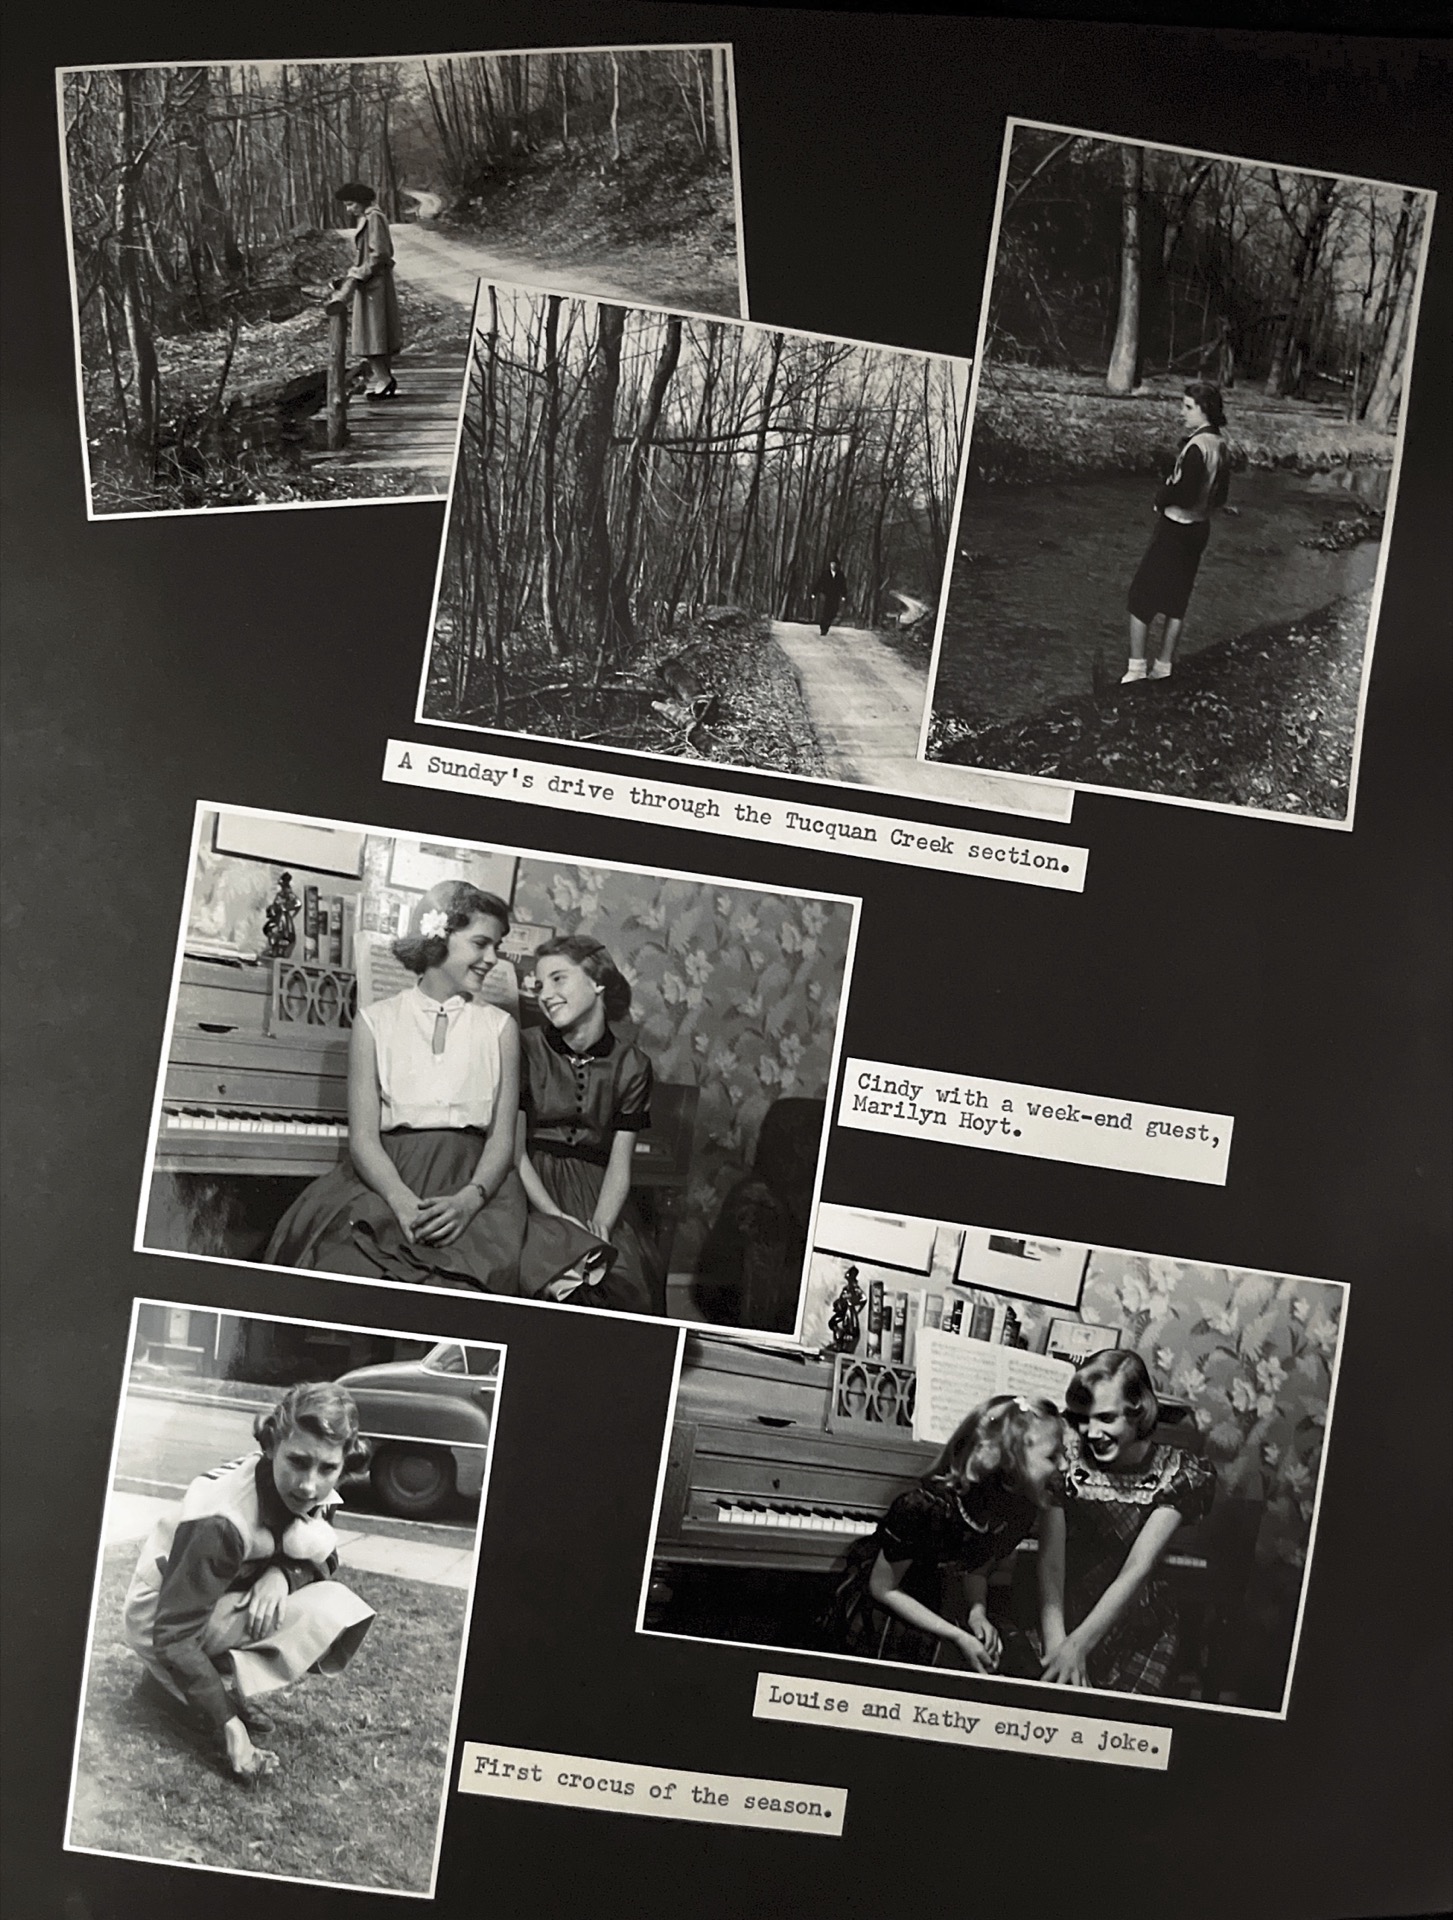 A Sunday's drive through the Tucquan Creek section.
Cindy with a week-end guest,
Marilyn Hoyt.
Louise and Kathy enjoy a joke.
First crocus of the season.